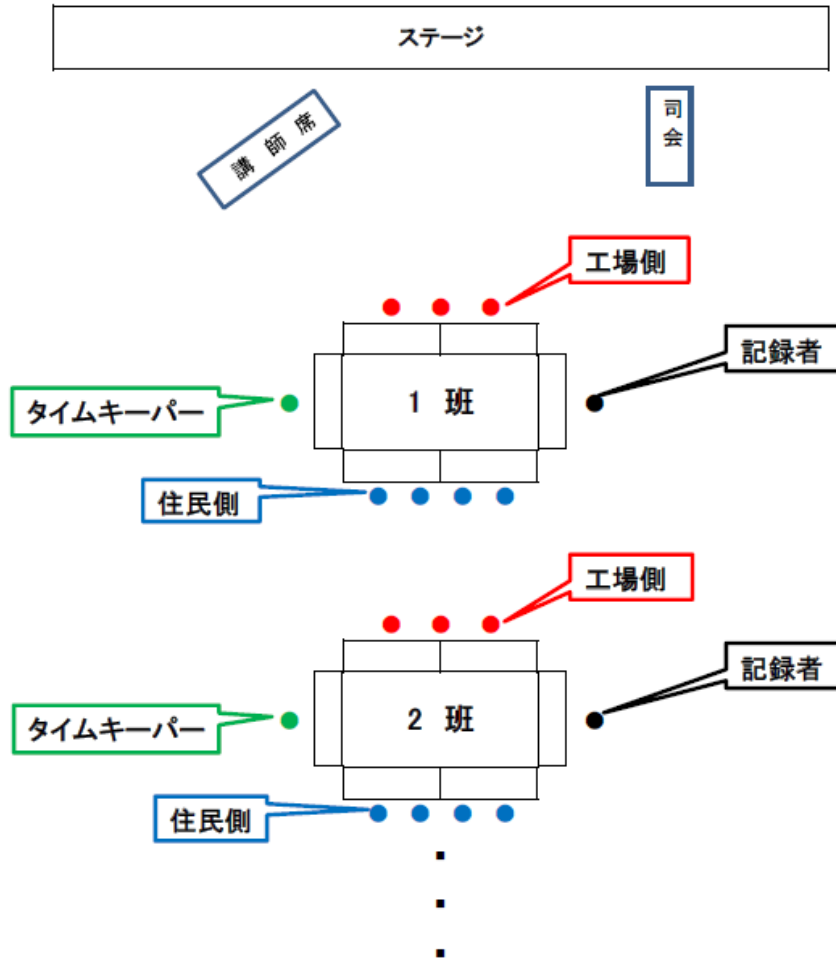 ステージ
講師席
司会
工場側
記録者
1 班
タイムキーパー
住民側
工場側
記録者
2 班
タイムキーパー
住民側